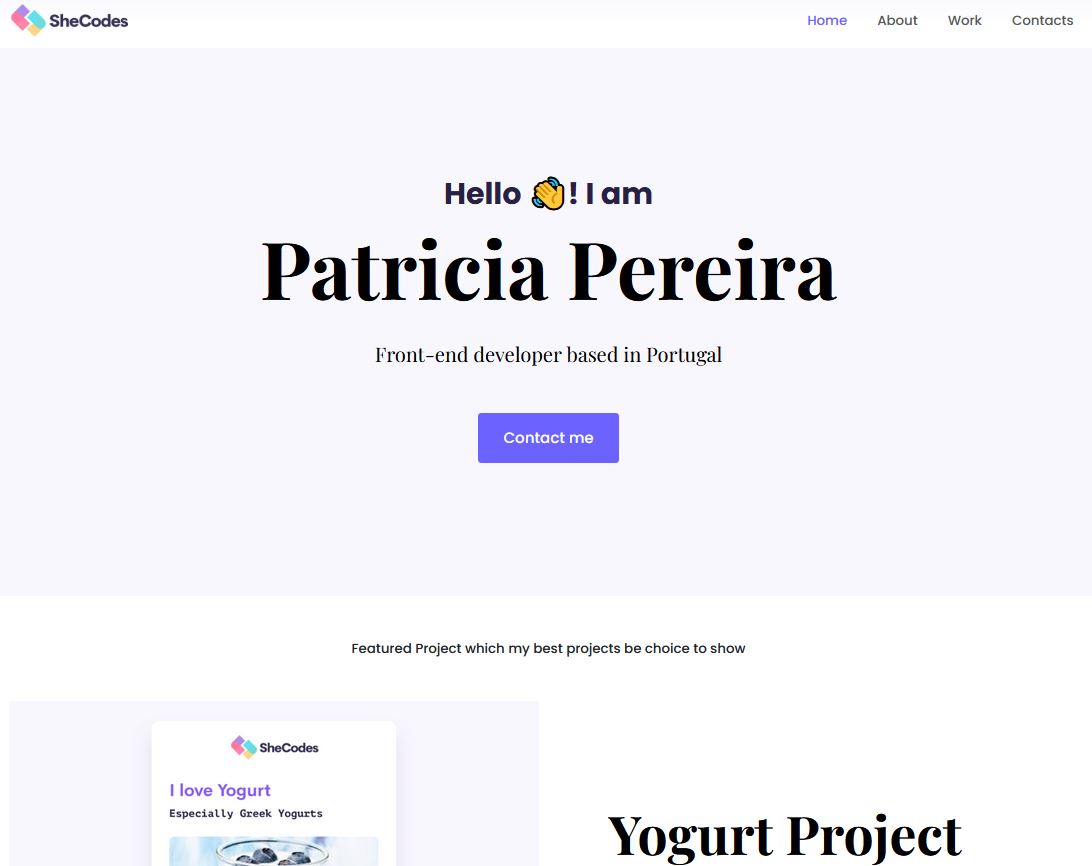 SheCodes
Home About Work Contacts
Hello 👋! I am
Patricia Pereira
Front-end developer based in Portugal
Contact me
Featured Project which my best projects be choice to show
SheCodes
I love Yogurt
Especially Greek Yogurts
Yogurt Project